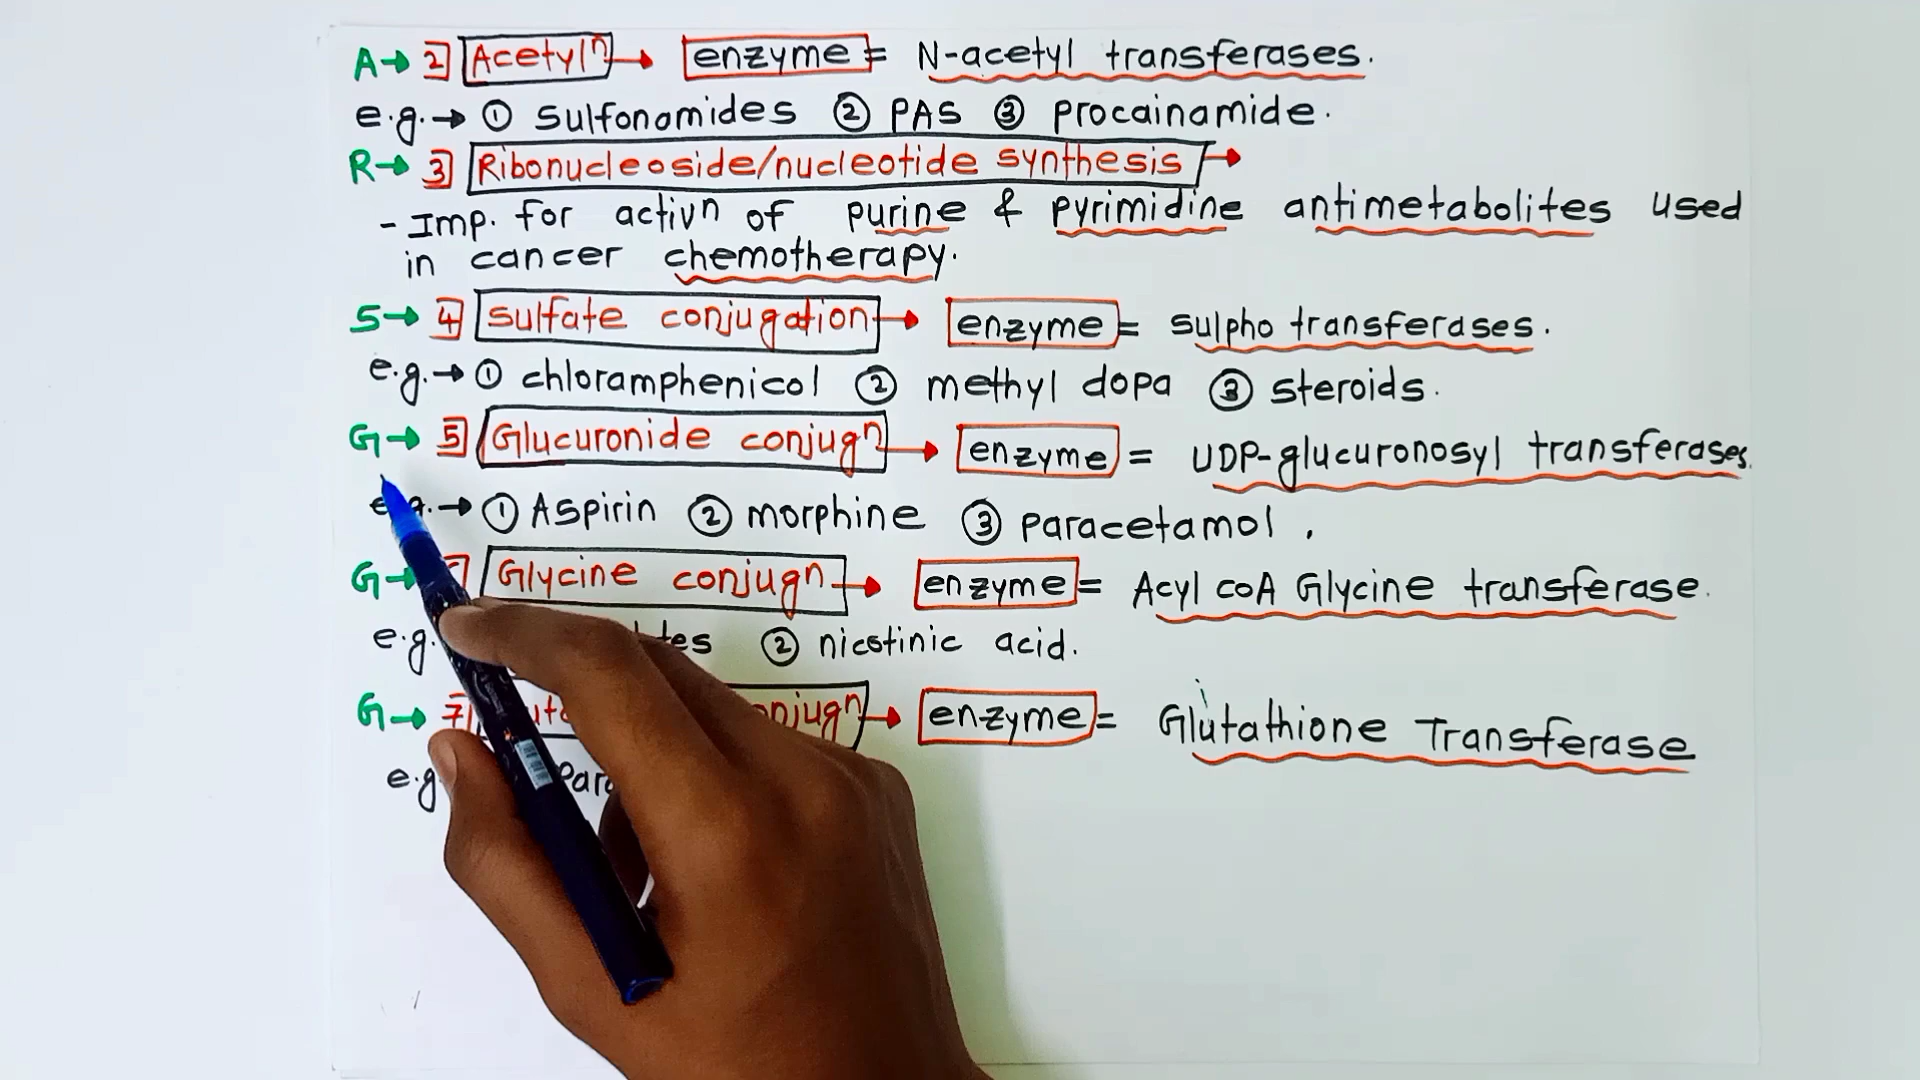 A→ 2] Acetylⁿ → enzyme = N-acetyl transferases.
e.g.→ ① sulfonamides ② PAS ③ procainamide.
R→ 3] Ribonucleoside/nucleotide synthesis →
- Imp. for activⁿ of purine & pyrimidine antimetabolites used
in cancer chemotherapy.
S→ 4] sulfate conjugation → enzyme = sulpho transferases.
e.g.→ ① chloramphenicol ② methyl dopa ③ steroids.
G→ 5] Glucuronide conjugⁿ → enzyme = UDP-glucuronosyl transferases.
→ ① Aspirin ② morphine ③ paracetamol.
G→ Glycine conjugⁿ → enzyme = Acyl coA Glycine transferase.
e.g. ② nicotinic acid.
G→ 7] → enzyme = Glutathione Transferase
e.g